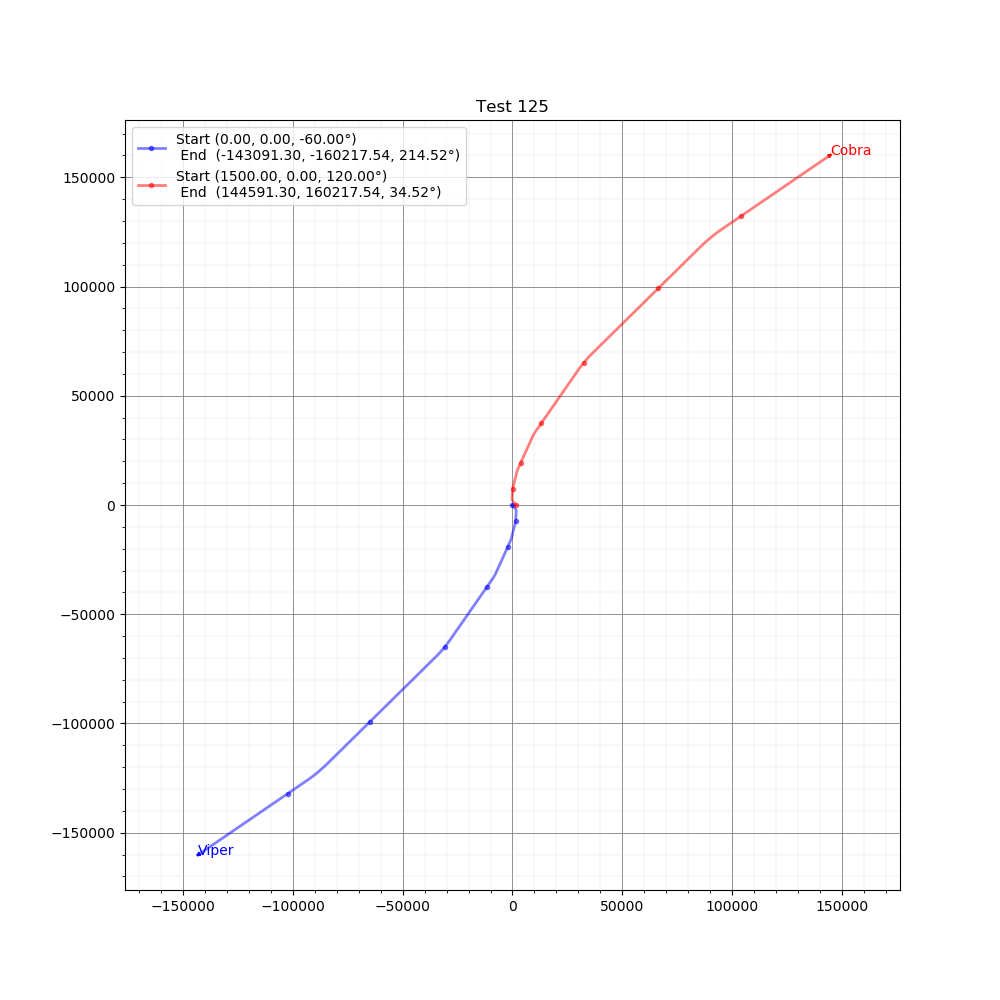 Test 125
Start (0.00, 0.00, -60.00°)
End (-143091.30, -160217.54, 214.52°)
Start (1500.00, 0.00, 120.00°)
End (144591.30, 160217.54, 34.52°)
Cobra
150000
100000
50000
0
−50000
−100000
−150000
Viper
−150000 −100000 −50000 0 50000 100000 150000